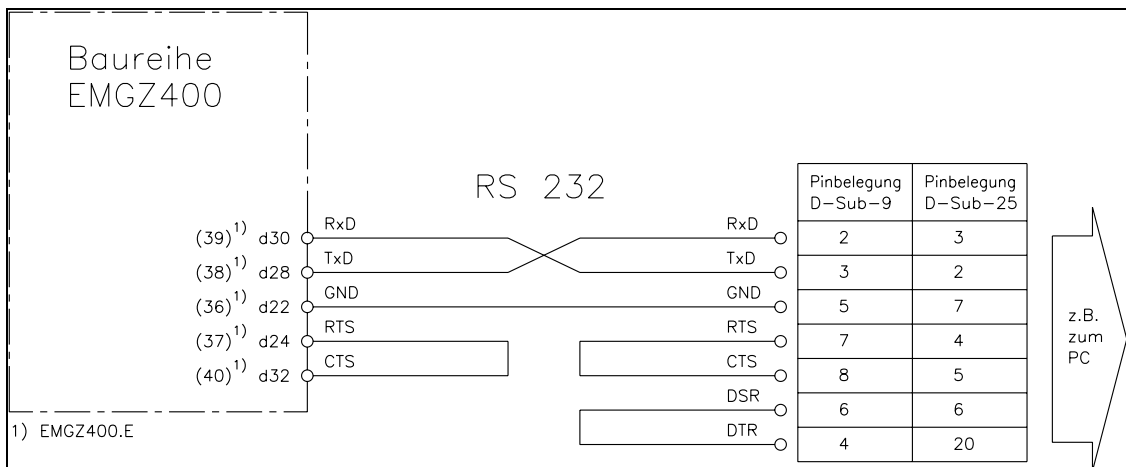 Baureihe
EMGZ400
RS 232
Pinbelegung D-Sub-9 Pinbelegung D-Sub-25
(39)1) d30 RxD RxD 2 3
(38)1) d28 TxD TxD 3 2
(36)1) d22 GND GND 5 7
(37)1) d24 RTS RTS 7 4
(40)1) d32 CTS CTS 8 5
DSR 6 6
DTR 4 20
z.B.
zum
PC
1) EMGZ400.E